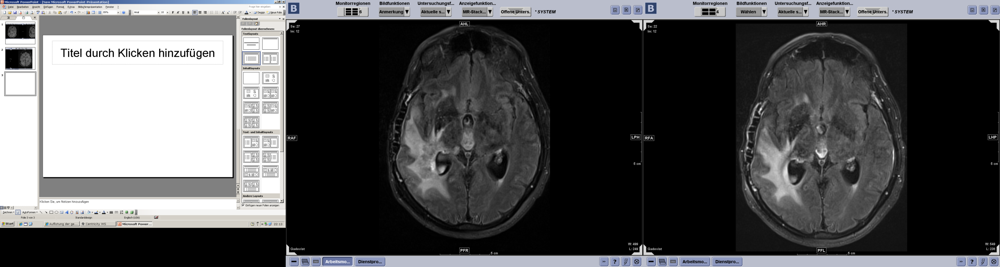 Microsoft PowerPoint - [New Microsoft PowerPoint-Präsentation]
Datei Bearbeiten Ansicht Einfügen Format Extras Bildschirmpräsentation Fenster ?
Frage hier eingeben
89%
Arial
18
F K U S
Design
Neue Folie
1
2
3
Titel durch Klicken hinzufügen
Folienlayout
Folienlayout übernehmen:
Textlayouts
Inhaltlayouts
Text- und Inhaltlayouts
Andere Layouts
Einfügen neuer Folien anzeigen
Klicken Sie, um Notizen hinzuzufügen
Zeichnen
AutoFormen
Folie 3 von 3
Standarddesign
Englisch (USA)
Start
Auflistung der ge...
Centricity WS
Microsoft Power...
22:13
B
Monitorregionen
6
Bildfunktionen
Anmerkung
Untersuchungsf...
Aktuelle s...
Anzeigefunktion...
MR-Stack...
Offene Unters.
* SYSTEM
Se: 27
Im: 12
AHL
RAF
LPH
5 cm
Gadovist
PFR
5 cm
W: 499
L: 249
Arbeitsmo...
Dienstpro...
>>
?
B
Monitorregionen
4
Bildfunktionen
Wählen
Untersuchungsf...
Aktuelle s...
Anzeigefunktion...
MR-Stack...
Offene Unters.
* SYSTEM
Se: 22
Im: 12
AHR
RFA
LHP
5 cm
Gadovist
PFL
5 cm
W: 549
L: 238
Arbeitsmo...
Dienstpro...
>>
?